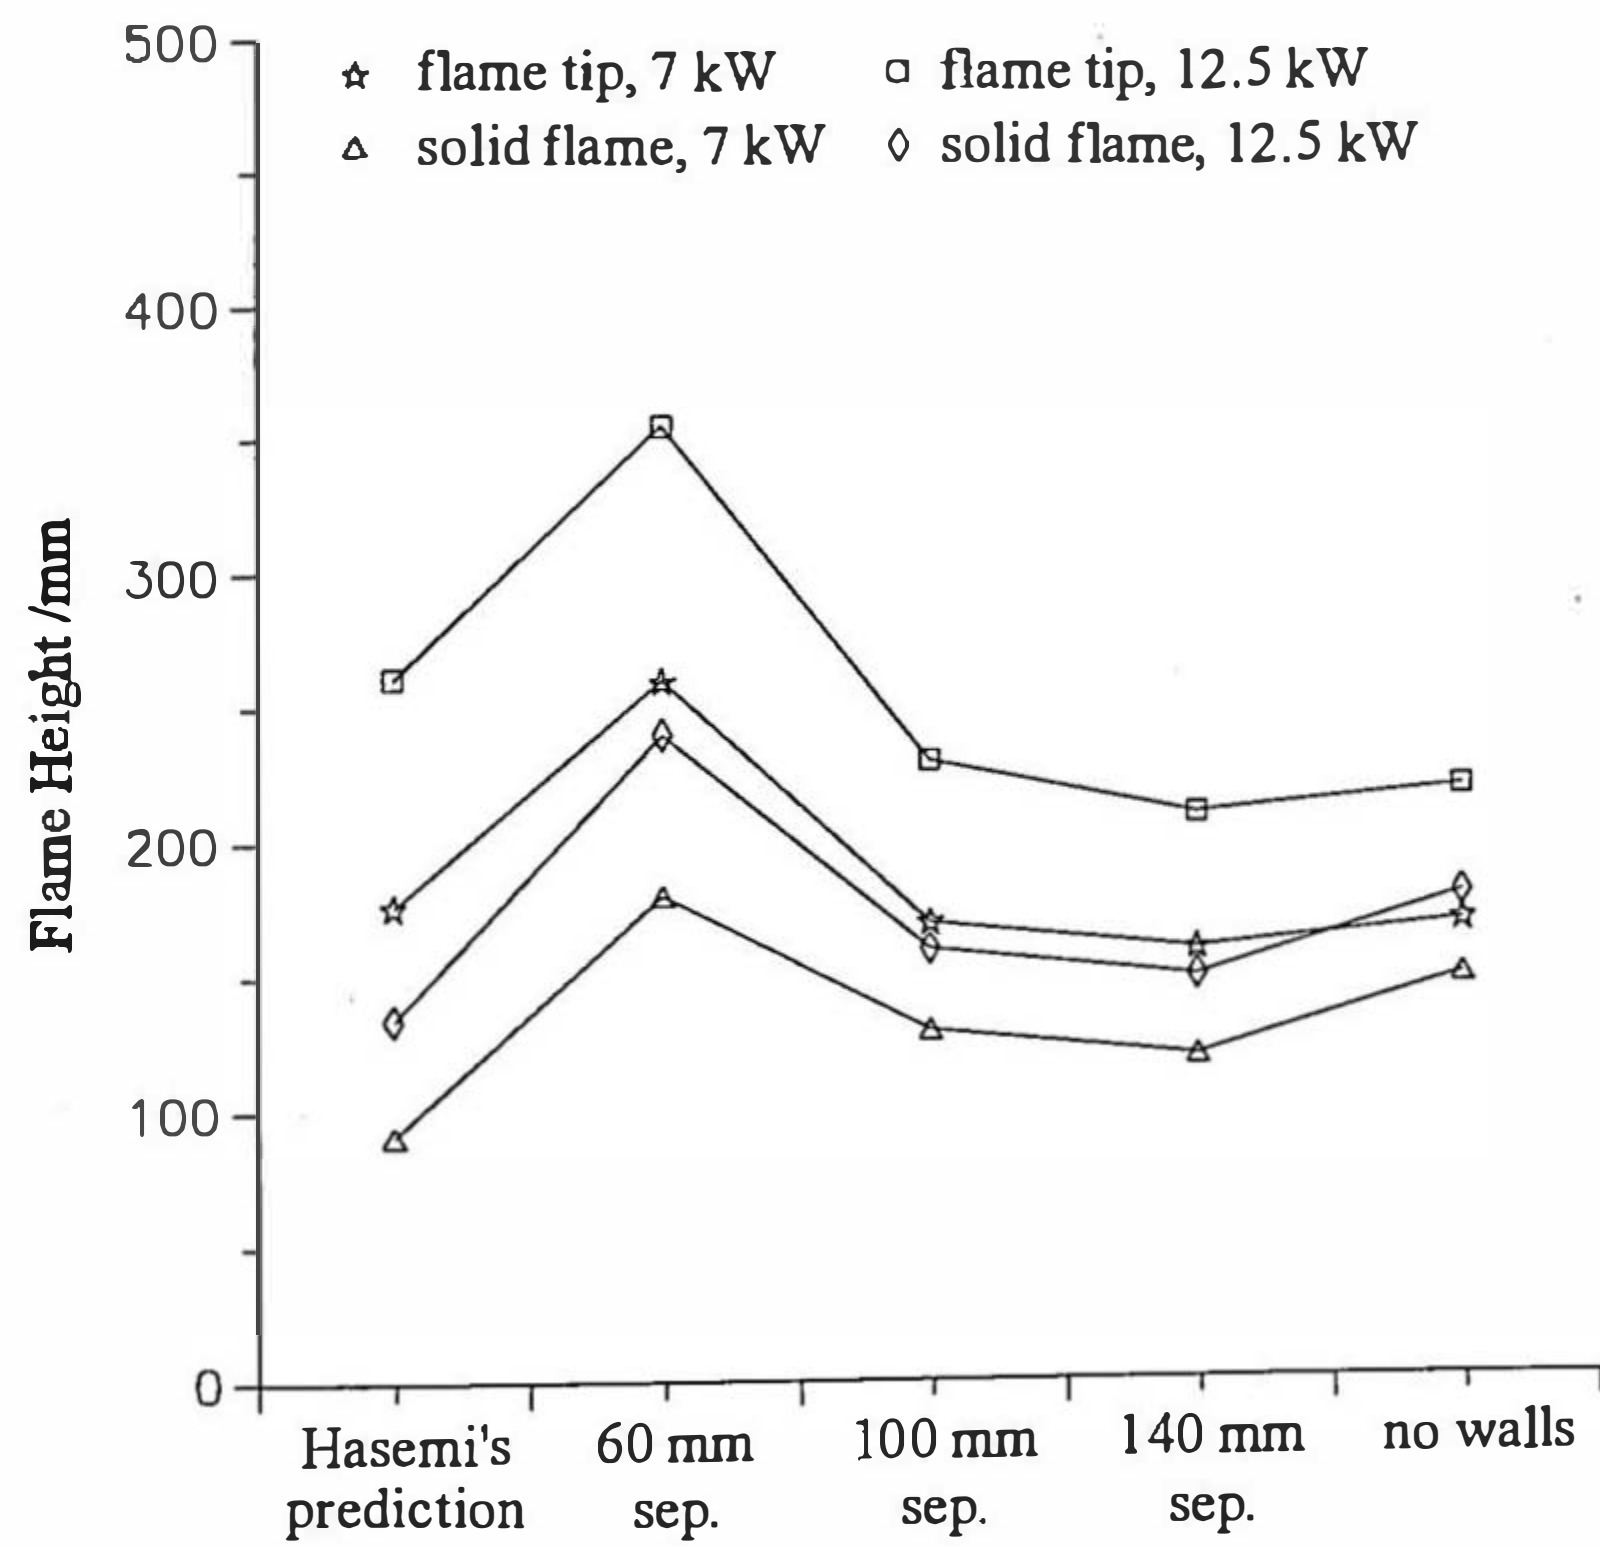 500
flame tip, 7 kW
flame tip, 12.5 kW
solid flame, 7 kW
solid flame, 12.5 kW
400
300
200
100
0
Flame Height /mm
Hasemi's
prediction
60 mm
sep.
100 mm
sep.
140 mm
sep.
no walls